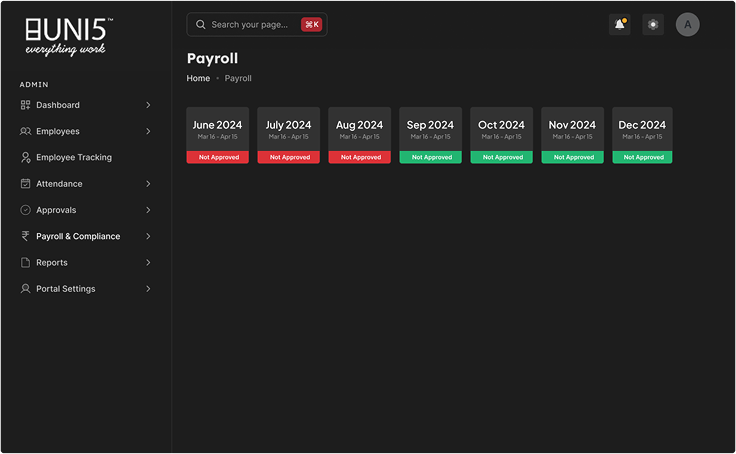 UNI5™
everything work
Search your page...
⌘K
A
Payroll
Home • Payroll
ADMIN
Dashboard
Employees
Employee Tracking
Attendance
Approvals
Payroll & Compliance
Reports
Portal Settings
June 2024
Mar 16 - Apr 15
Not Approved
July 2024
Mar 16 - Apr 15
Not Approved
Aug 2024
Mar 16 - Apr 15
Not Approved
Sep 2024
Mar 16 - Apr 15
Not Approved
Oct 2024
Mar 16 - Apr 15
Not Approved
Nov 2024
Mar 16 - Apr 15
Not Approved
Dec 2024
Mar 16 - Apr 15
Not Approved